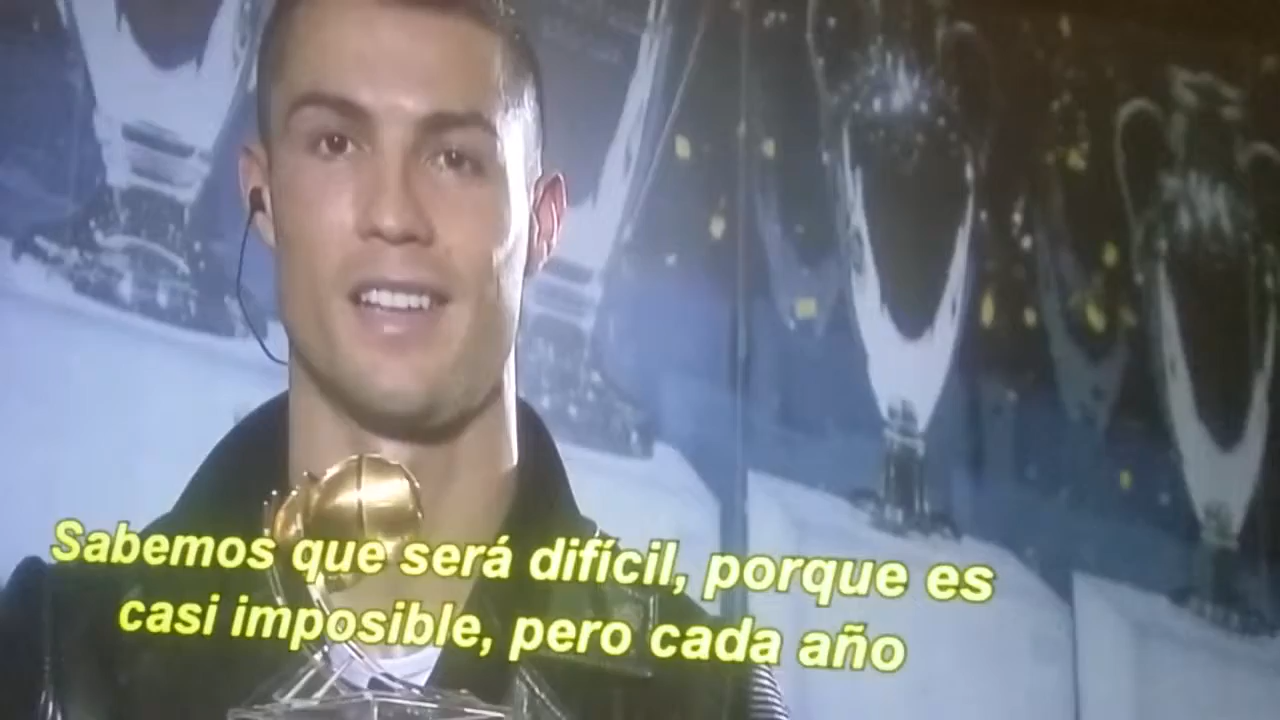 Sabemos que será difícil, porque es
casi imposible, pero cada año